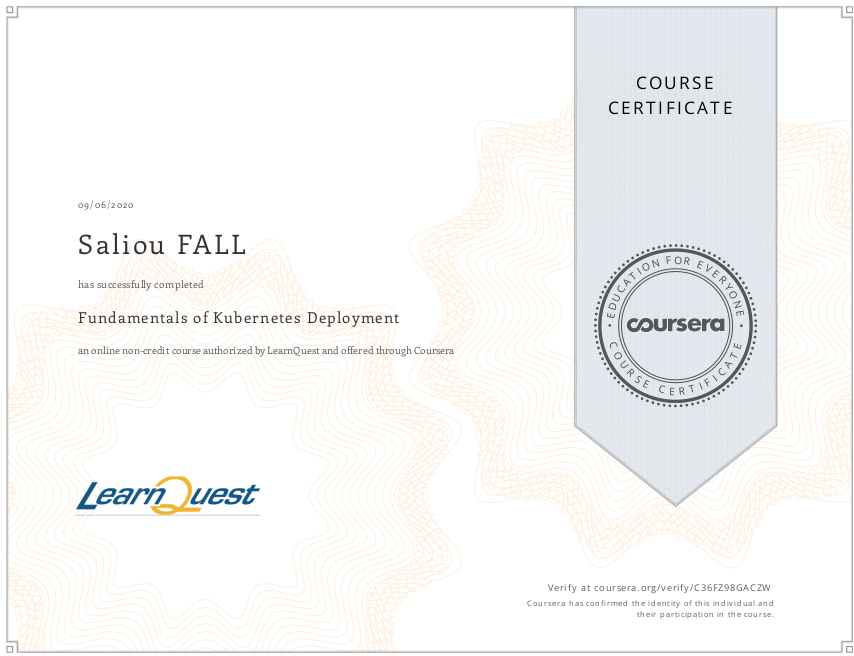 COURSE
CERTIFICATE
09/06/2020
Saliou FALL
has successfully completed
Fundamentals of Kubernetes Deployment
an online non-credit course authorized by LearnQuest and offered through Coursera
EDUCATION FOR EVERYONE
coursera
COURSE CERTIFICATE
LearnQuest
Verify at coursera.org/verify/C36FZ98GACZW
Coursera has confirmed the identity of this individual and
their participation in the course.